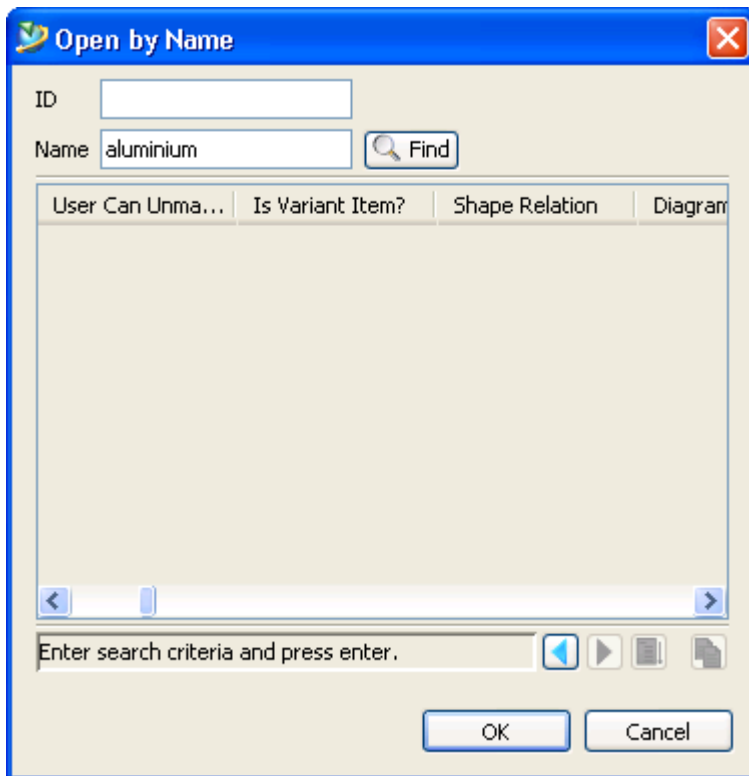 Open by Name
ID
Name aluminium Find
User Can Unma... Is Variant Item? Shape Relation Diagram
Enter search criteria and press enter.
OK Cancel